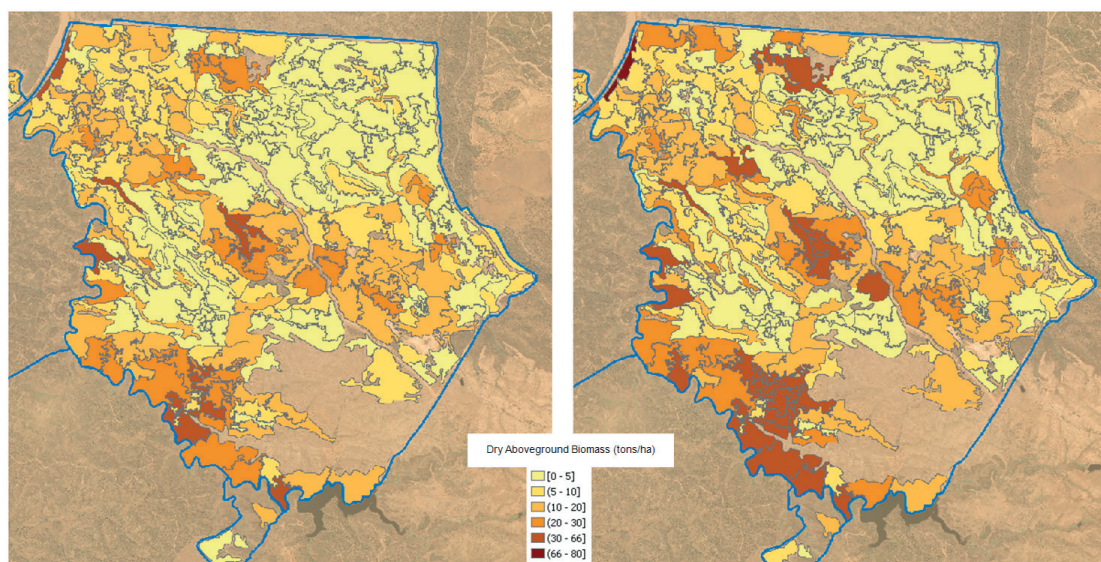 Dry Aboveground Biomass (tons/ha)
[0 - 5]
(5 - 10]
(10 - 20]
(20 - 30]
(30 - 66]
(66 - 80]